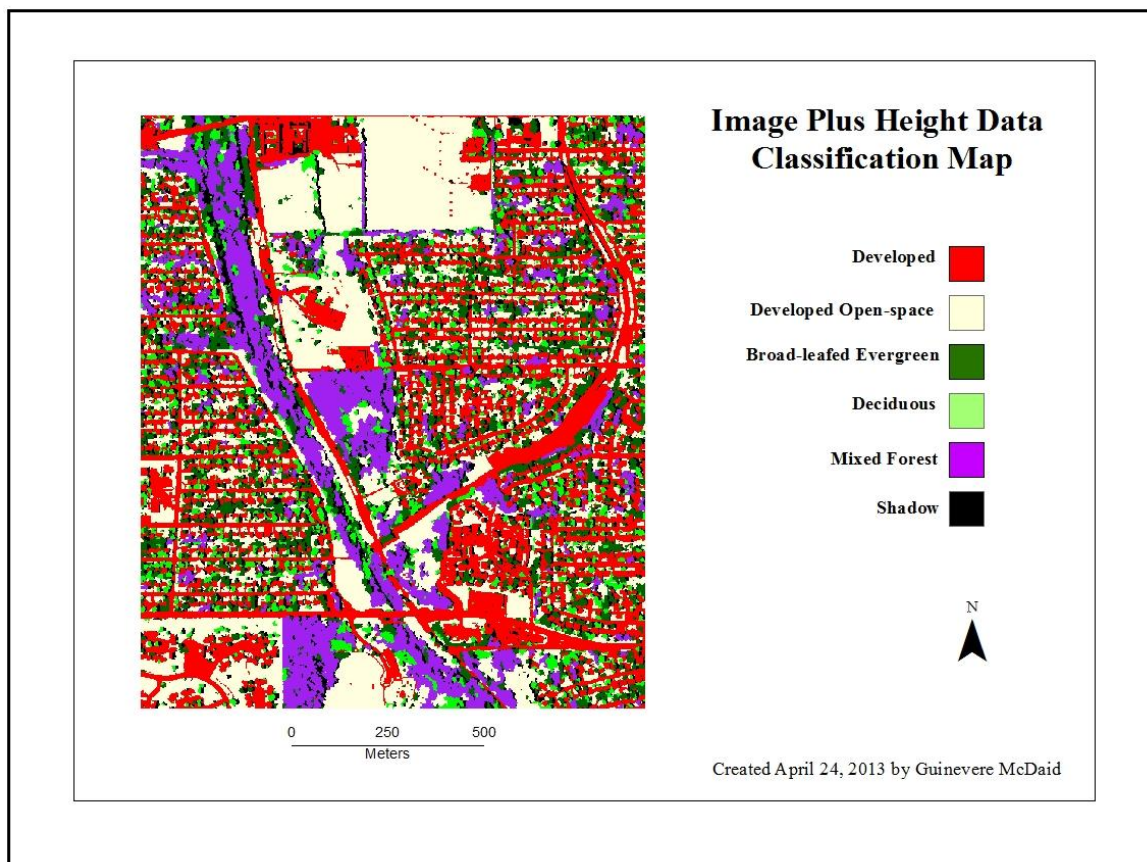 Image Plus Height Data
Classification Map
Developed
Developed Open-space
Broad-leafed Evergreen
Deciduous
Mixed Forest
Shadow
N
0 250 500
Meters
Created April 24, 2013 by Guinevere McDaid